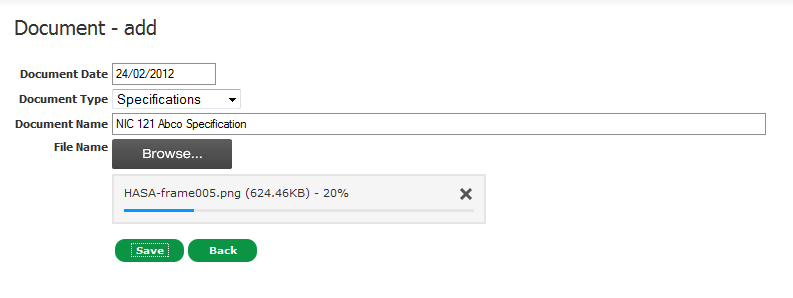 Document - add
Document Date 24/02/2012
Document Type Specifications
Document Name NIC 121 Abco Specification
File Name Browse...
HASA-frame005.png (624.46KB) - 20%
Save Back